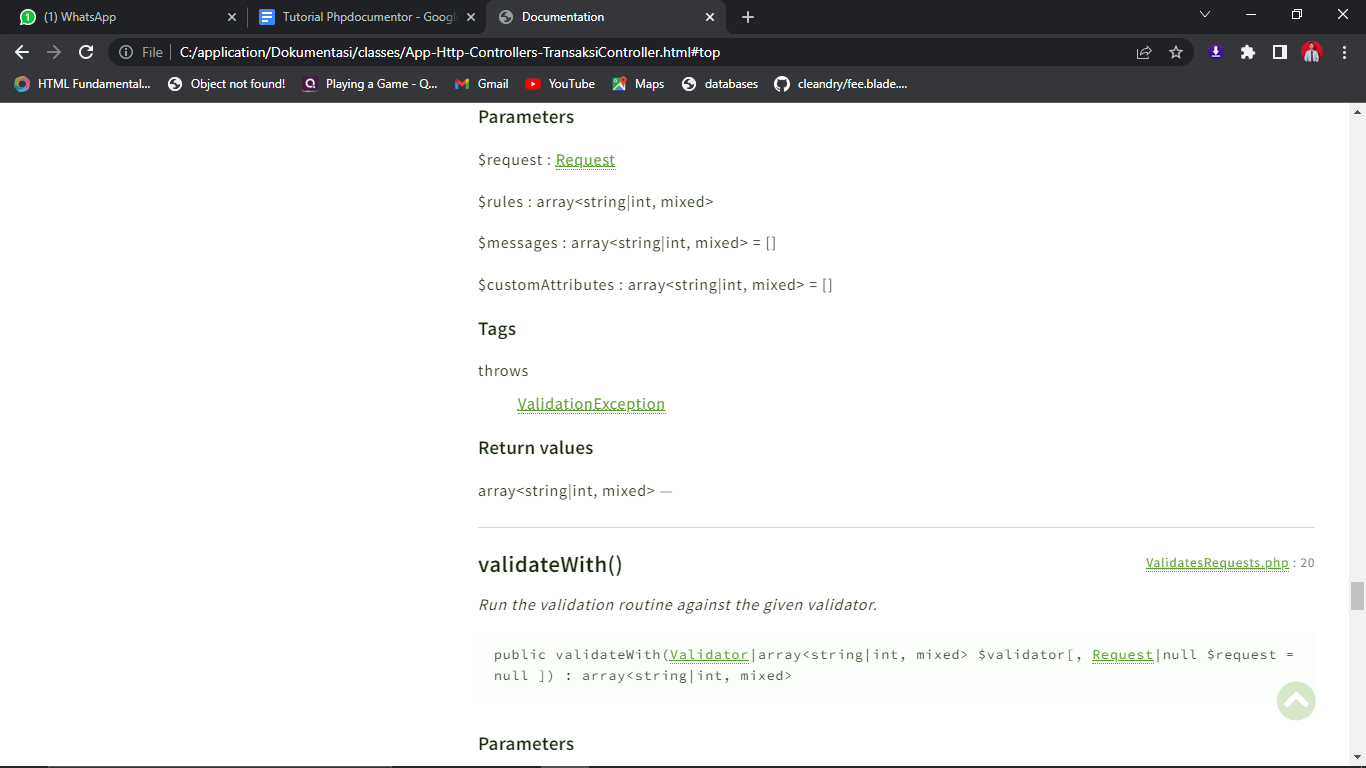 (1) WhatsApp
Tutorial Phpdocumentor - Googl
Documentation
File
C:/application/Dokumentasi/classes/App-Http-Controllers-TransaksiController.html#top
HTML Fundamental...
Object not found!
Playing a Game - Q...
Gmail
YouTube
Maps
databases
cleandry/fee.blade....
Parameters
$request : Request
$rules : array<string|int, mixed>
$messages : array<string|int, mixed> = []
$customAttributes : array<string|int, mixed> = []
Tags
throws
ValidationException
Return values
array<string|int, mixed> —
validateWith()
ValidatesRequests.php : 20
Run the validation routine against the given validator.
public validateWith(Validator|array<string|int, mixed> $validator[, Request|null $request =
null ]) : array<string|int, mixed>
Parameters